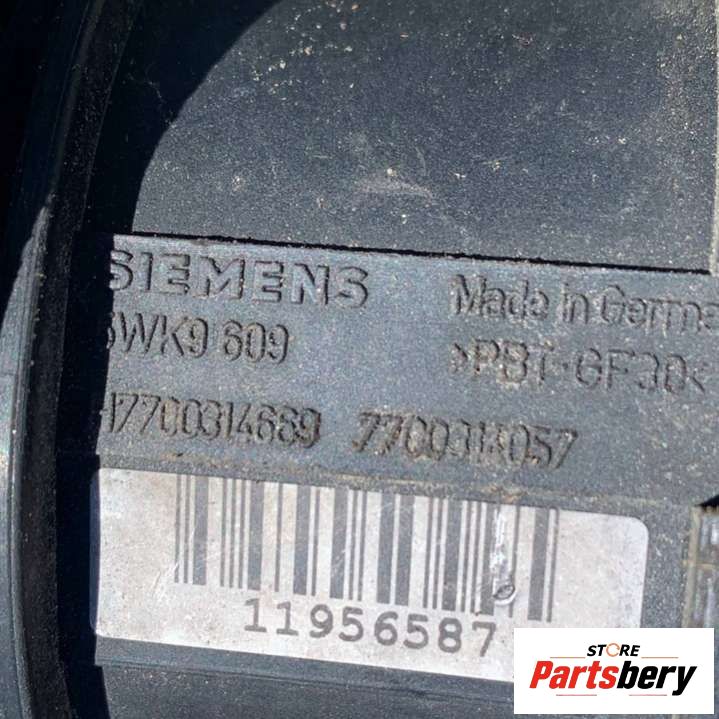 SIEMENS Made in Germa
5WK9 609 >PBT-GF30<
H7700314669 7700314057
11956587
STORE
Partsbery